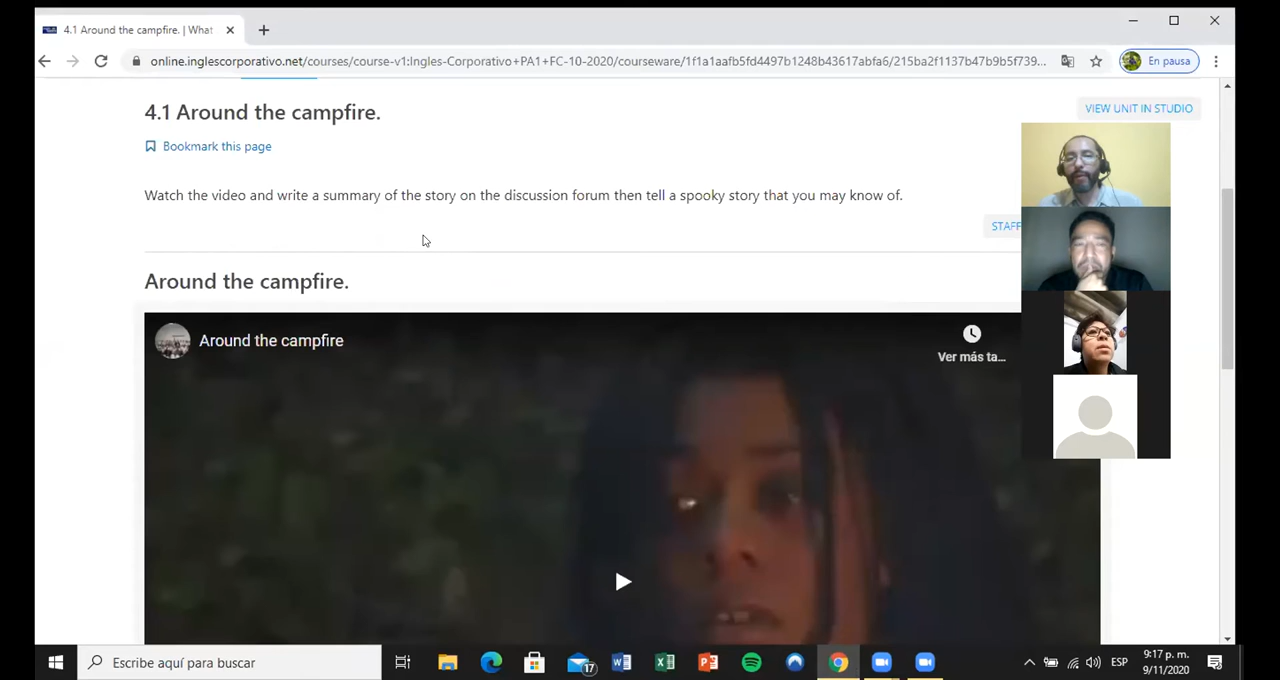 4.1 Around the campfire. | What
online.inglescorporativo.net/courses/course-v1:Ingles-Corporativo+PA1+FC-10-2020/courseware/1f1a1aafb5fd4497b1248b43617abfa6/215ba2f1137b47b9b5f739...
En pausa
4.1 Around the campfire.
VIEW UNIT IN STUDIO
Bookmark this page
Watch the video and write a summary of the story on the discussion forum then tell a spooky story that you may know of.
STAFF
Around the campfire.
Around the campfire
Ver más ta...
Escribe aquí para buscar
17
ESP
9:17 p. m.
9/11/2020